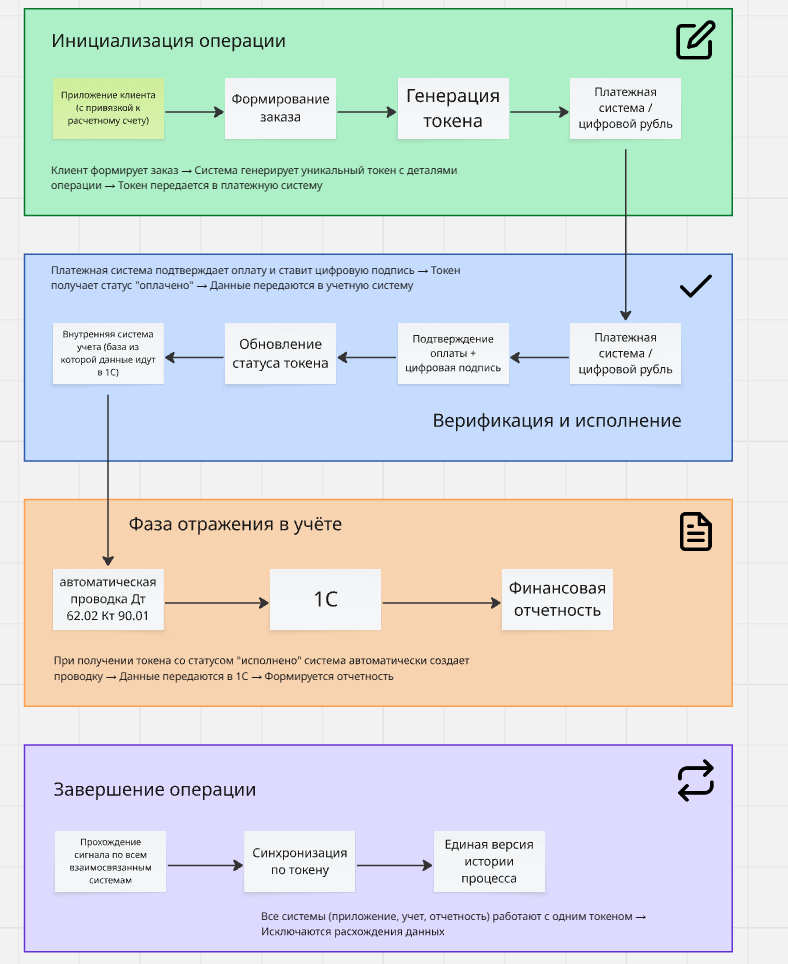 Инициализация операции
Приложение клиента
(с привязкой к
расчетному счету)
Формирование
заказа
Генерация
токена
Платежная
система /
цифровой рубль
Клиент формирует заказ → Система генерирует уникальный токен с деталями
операции → Токен передается в платежную систему
Платежная система подтверждает оплату и ставит цифровую подпись → Токен
получает статус "оплачено" → Данные передаются в учетную систему
Внутренняя система
учета (база из
которой данные идут
в 1С)
Обновление
статуса токена
Подтверждение
оплаты +
цифровая подпись
Платежная
система /
цифровой рубль
Верификация и исполнение
Фаза отражения в учёте
автоматическая
проводка Дт
62.02 Кт 90.01
1С
Финансовая
отчетность
При получении токена со статусом "исполнено" система автоматически создает
проводку → Данные передаются в 1С → Формируется отчетность
Завершение операции
Прохождение
сигнала по всем
взаимосвязанным
системам
Синхронизация
по токену
Единая версия
истории
процесса
Все системы (приложение, учет, отчетность) работают с одним токеном →
Исключаются расхождения данных